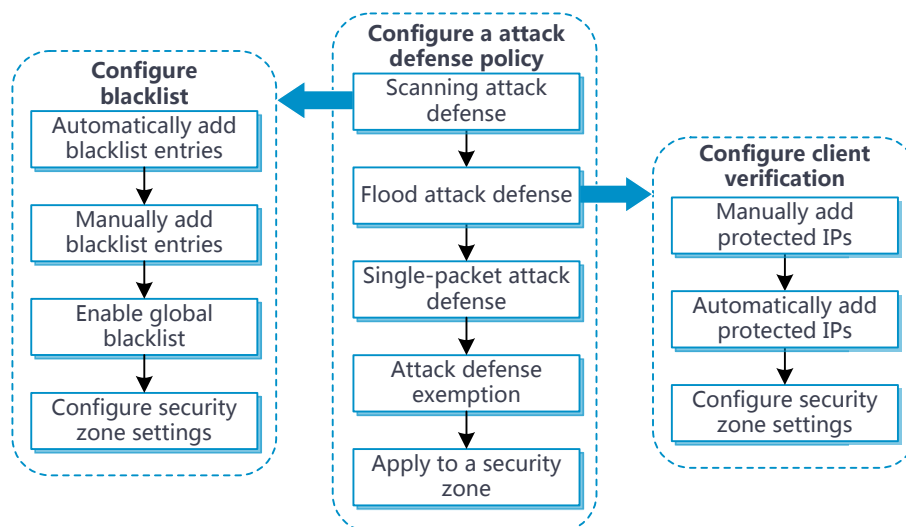 Configure
blacklist
Automatically add
blacklist entries
Manually add
blacklist entries
Enable global
blacklist
Configure security
zone settings
Configure a attack
defense policy
Scanning attack
defense
Flood attack defense
Single-packet attack
defense
Attack defense
exemption
Apply to a security
zone
Configure client
verification
Manually add
protected IPs
Automatically add
protected IPs
Configure security
zone settings